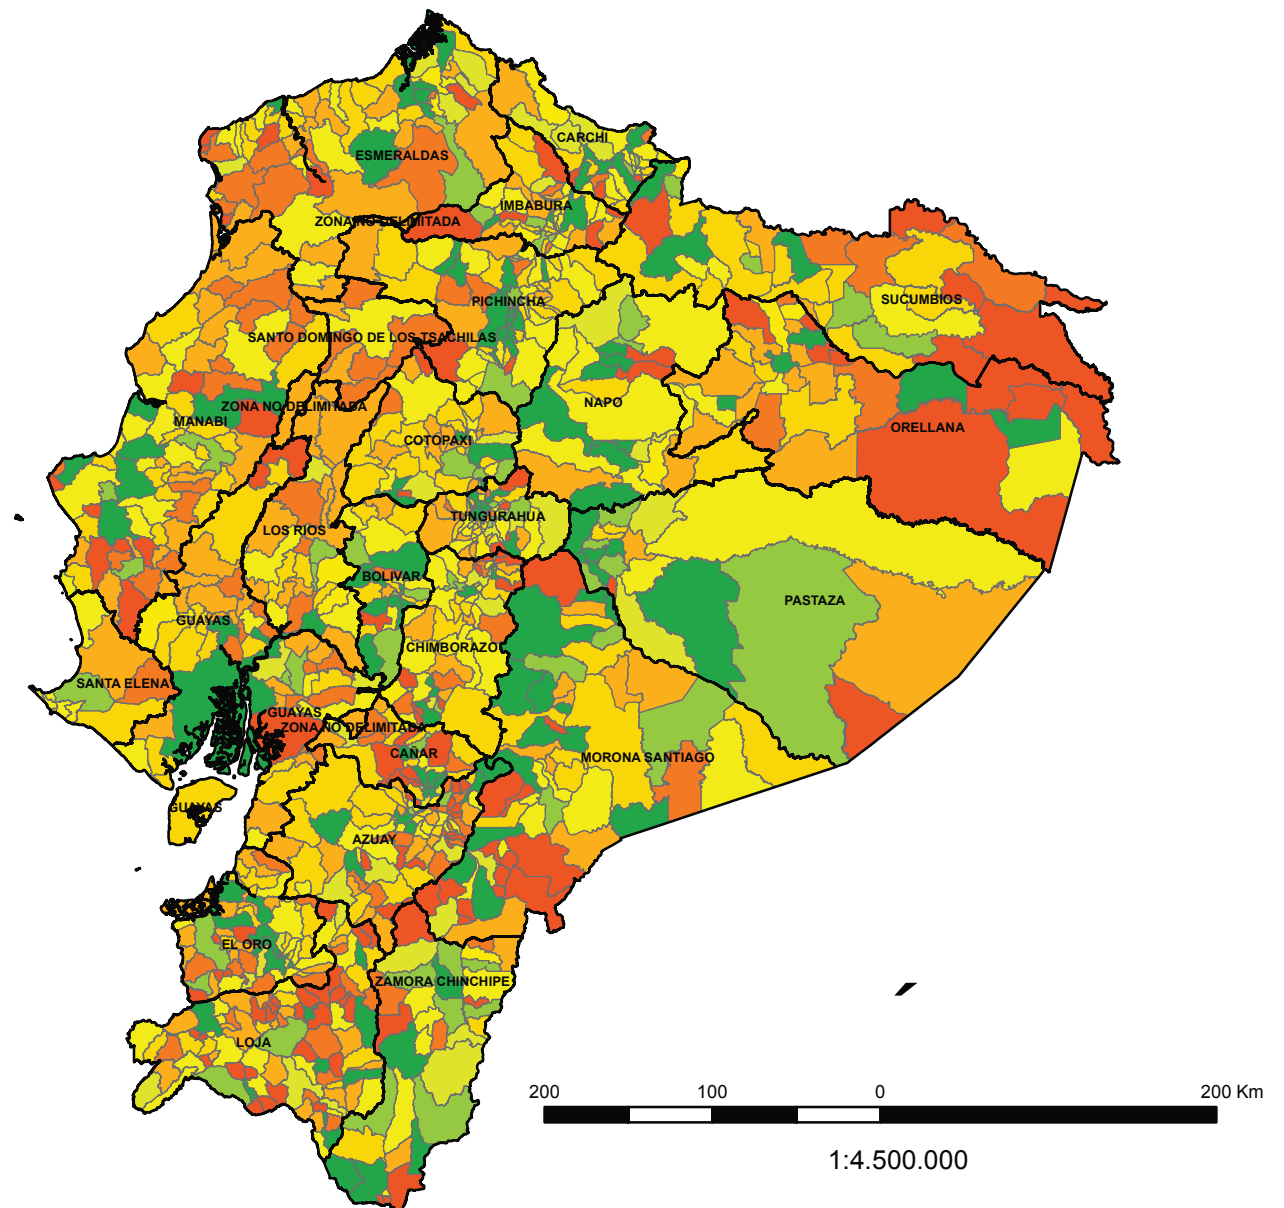 CARCHI
ESMERALDAS
IMBABURA
ZONA NO DELIMITADA
SUCUMBIOS
PICHINCHA
SANTO DOMINGO DE LOS TSACHILAS
NAPO
ZONA NO DELIMITADA
MANABI
ORELLANA
COTOPAXI
TUNGURAHUA
LOS RIOS
BOLIVAR
PASTAZA
GUAYAS
CHIMBORAZO
SANTA ELENA
GUAYAS
ZONA NO DELIMITADA
CAÑAR
MORONA SANTIAGO
GUAYAS
AZUAY
EL ORO
ZAMORA CHINCHIPE
LOJA
200 100 0 200 Km
1:4.500.000